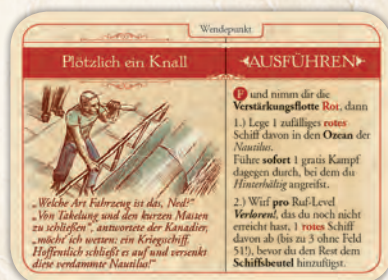 Wendepunkt
Plötzlich ein Knall
„Welche Art Fahrzeug ist das, Ned?“
„Von Takelung und den kurzen Masten
zu schließen“, antwortete der Kanadier,
„möcht' ich wetten: ein Kriegsschiff.
Hoffentlich schließt es auf und versenkt
diese verdammte Nautilus!“
AUSFÜHREN
F und nimm dir die
Verstärkungsflotte Rot, dann
1.) Lege 1 zufälliges rotes
Schiff davon in den Ozean der
Nautilus.
Führe sofort 1 gratis Kampf
dagegen durch, bei dem du
Hinterhältig angreifst.
2.) Wirf pro Ruf-Level
Verloren!, das du noch nicht
erreicht hast, 1 rotes Schiff
davon ab (bis zu 3 ohne Feld
51!), bevor du den Rest dem
Schiffsbeutel hinzufügst.